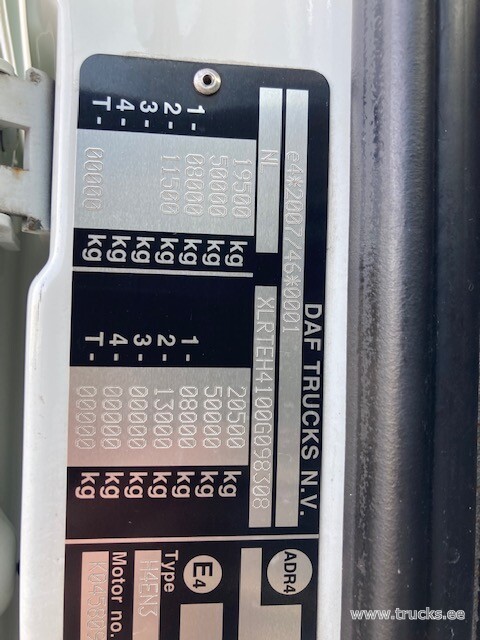 DAF TRUCKS N.V.
e4*2007/46*0001
N XLRTEH4100G098308
19500 kg 20500 kg
50000 kg 50000 kg
1- 08000 kg 1- 08000 kg
2- 11500 kg 2- 13000 kg
3- kg 3- 00000 kg
4- kg 4- 00000 kg
T- 00000 kg T- 00000 kg
ADR4
E4
Type
H4EN3
Motor no.
www.trucks.ee